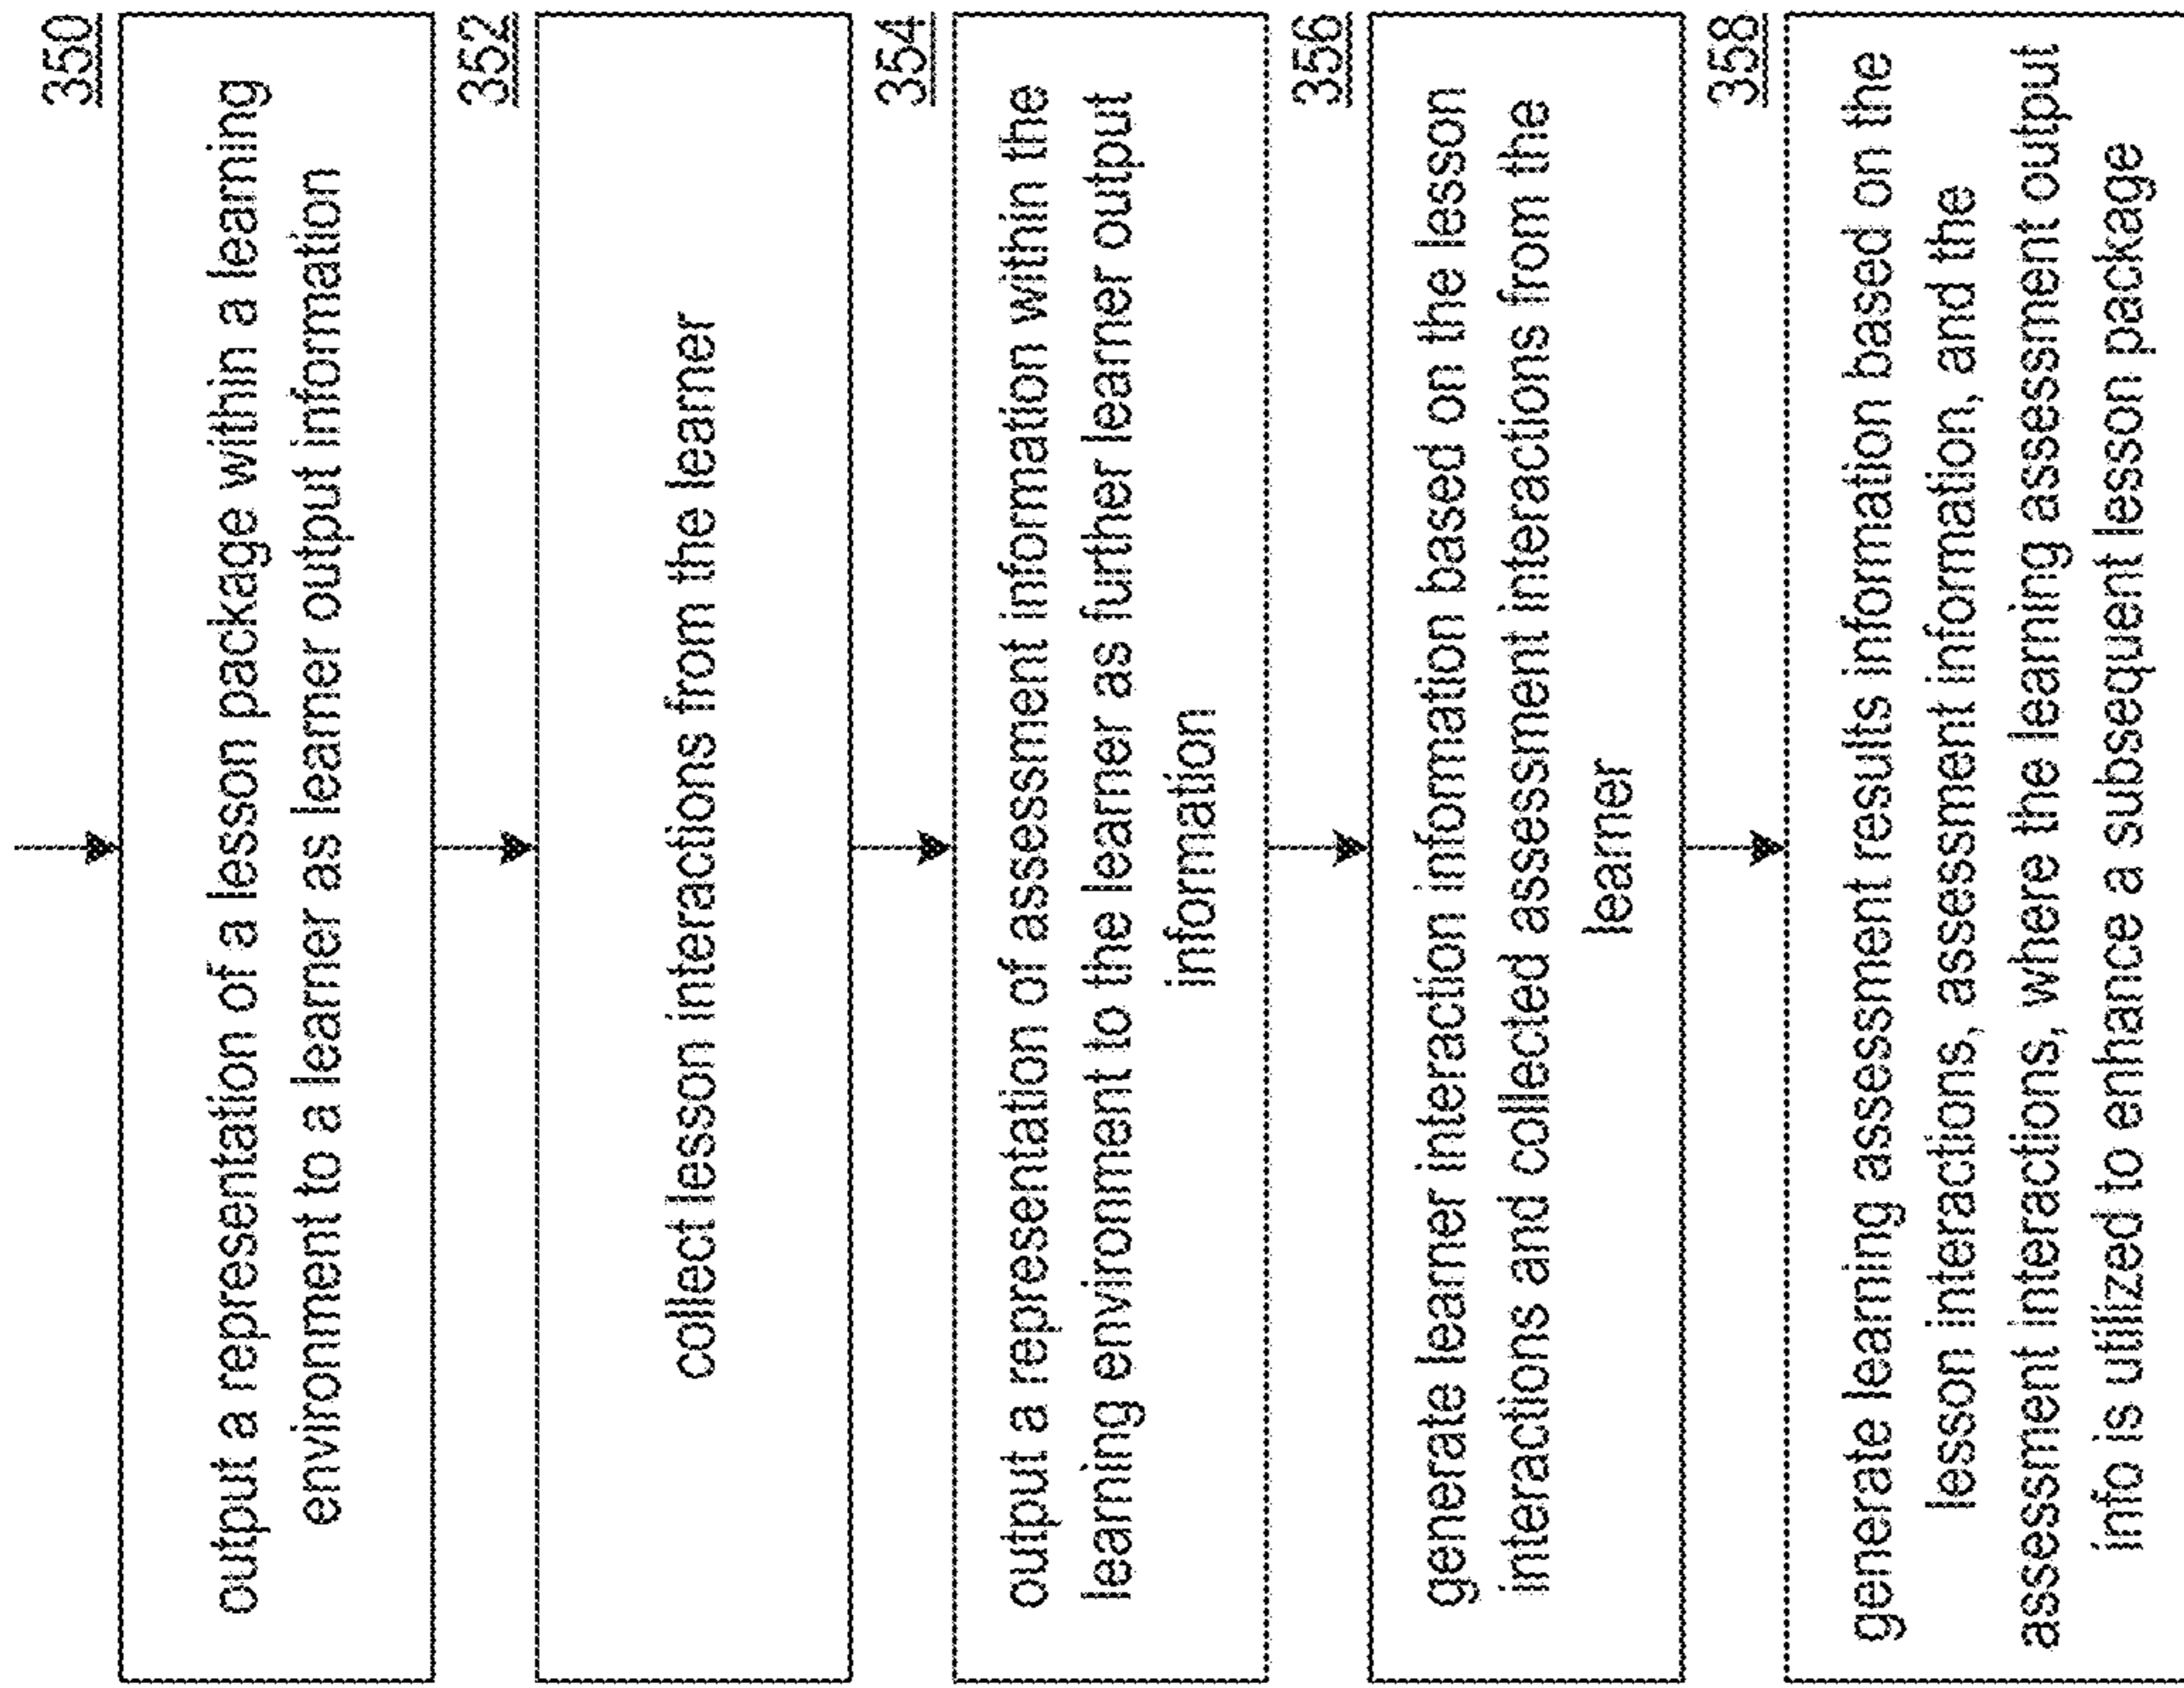 350
output a representation of a lesson package within a learning
environment to a learner as learner output information
352
collect lesson interactions from the learner
354
output a representation of assessment information within the
learning environment to the learner as further learner output
information
356
generate learner interaction information based on the lesson
interactions and collected assessment interactions from the
learner
358
generate learning assessment results information based on the
lesson interactions, assessment information, and the
assessment interactions, where the learning assessment output
info is utilized to enhance a subsequent lesson package